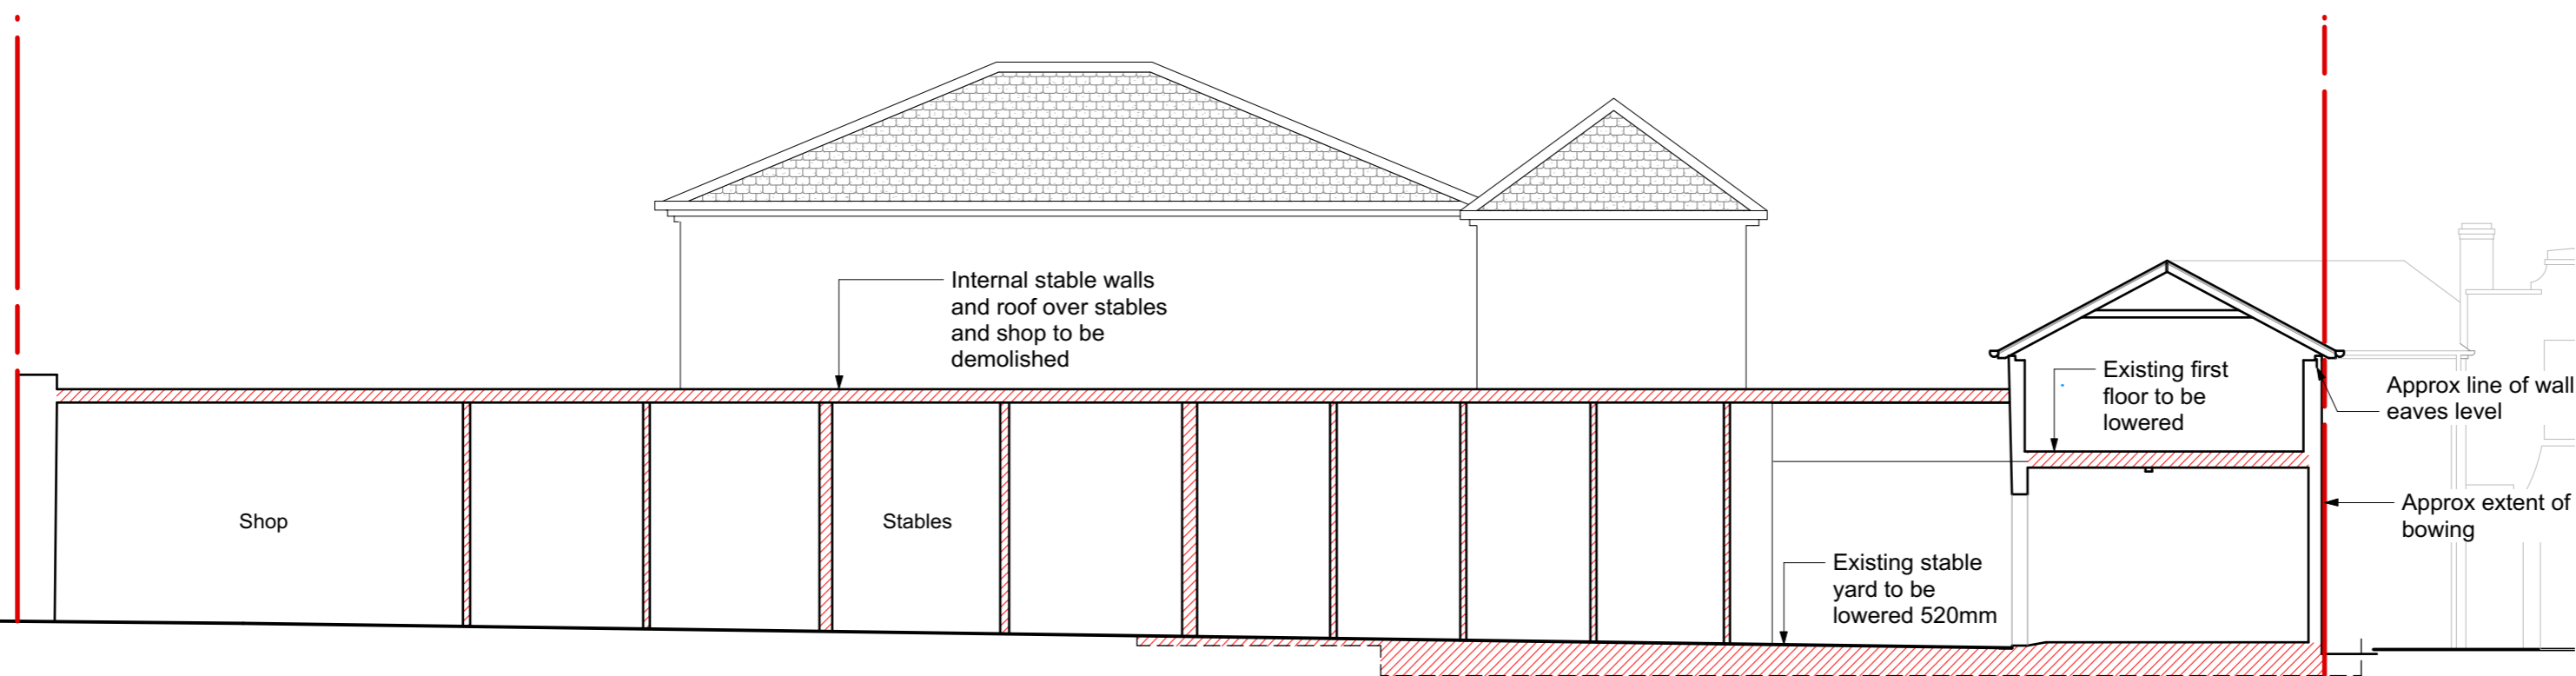 Internal stable walls
and roof over stables
and shop to be
demolished
Existing first
floor to be
lowered
Approx line of wall
eaves level
Approx extent of
bowing
Shop
Stables
Existing stable
yard to be
lowered 520mm